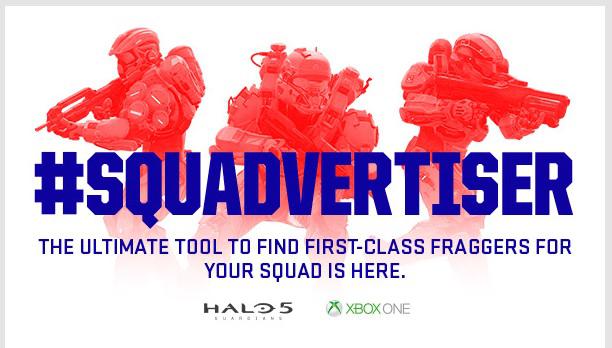 #SQUADVERTISER
THE ULTIMATE TOOL TO FIND FIRST-CLASS FRAGGERS FOR
YOUR SQUAD IS HERE.
HALO 5 XBOX ONE
GUARDIANS